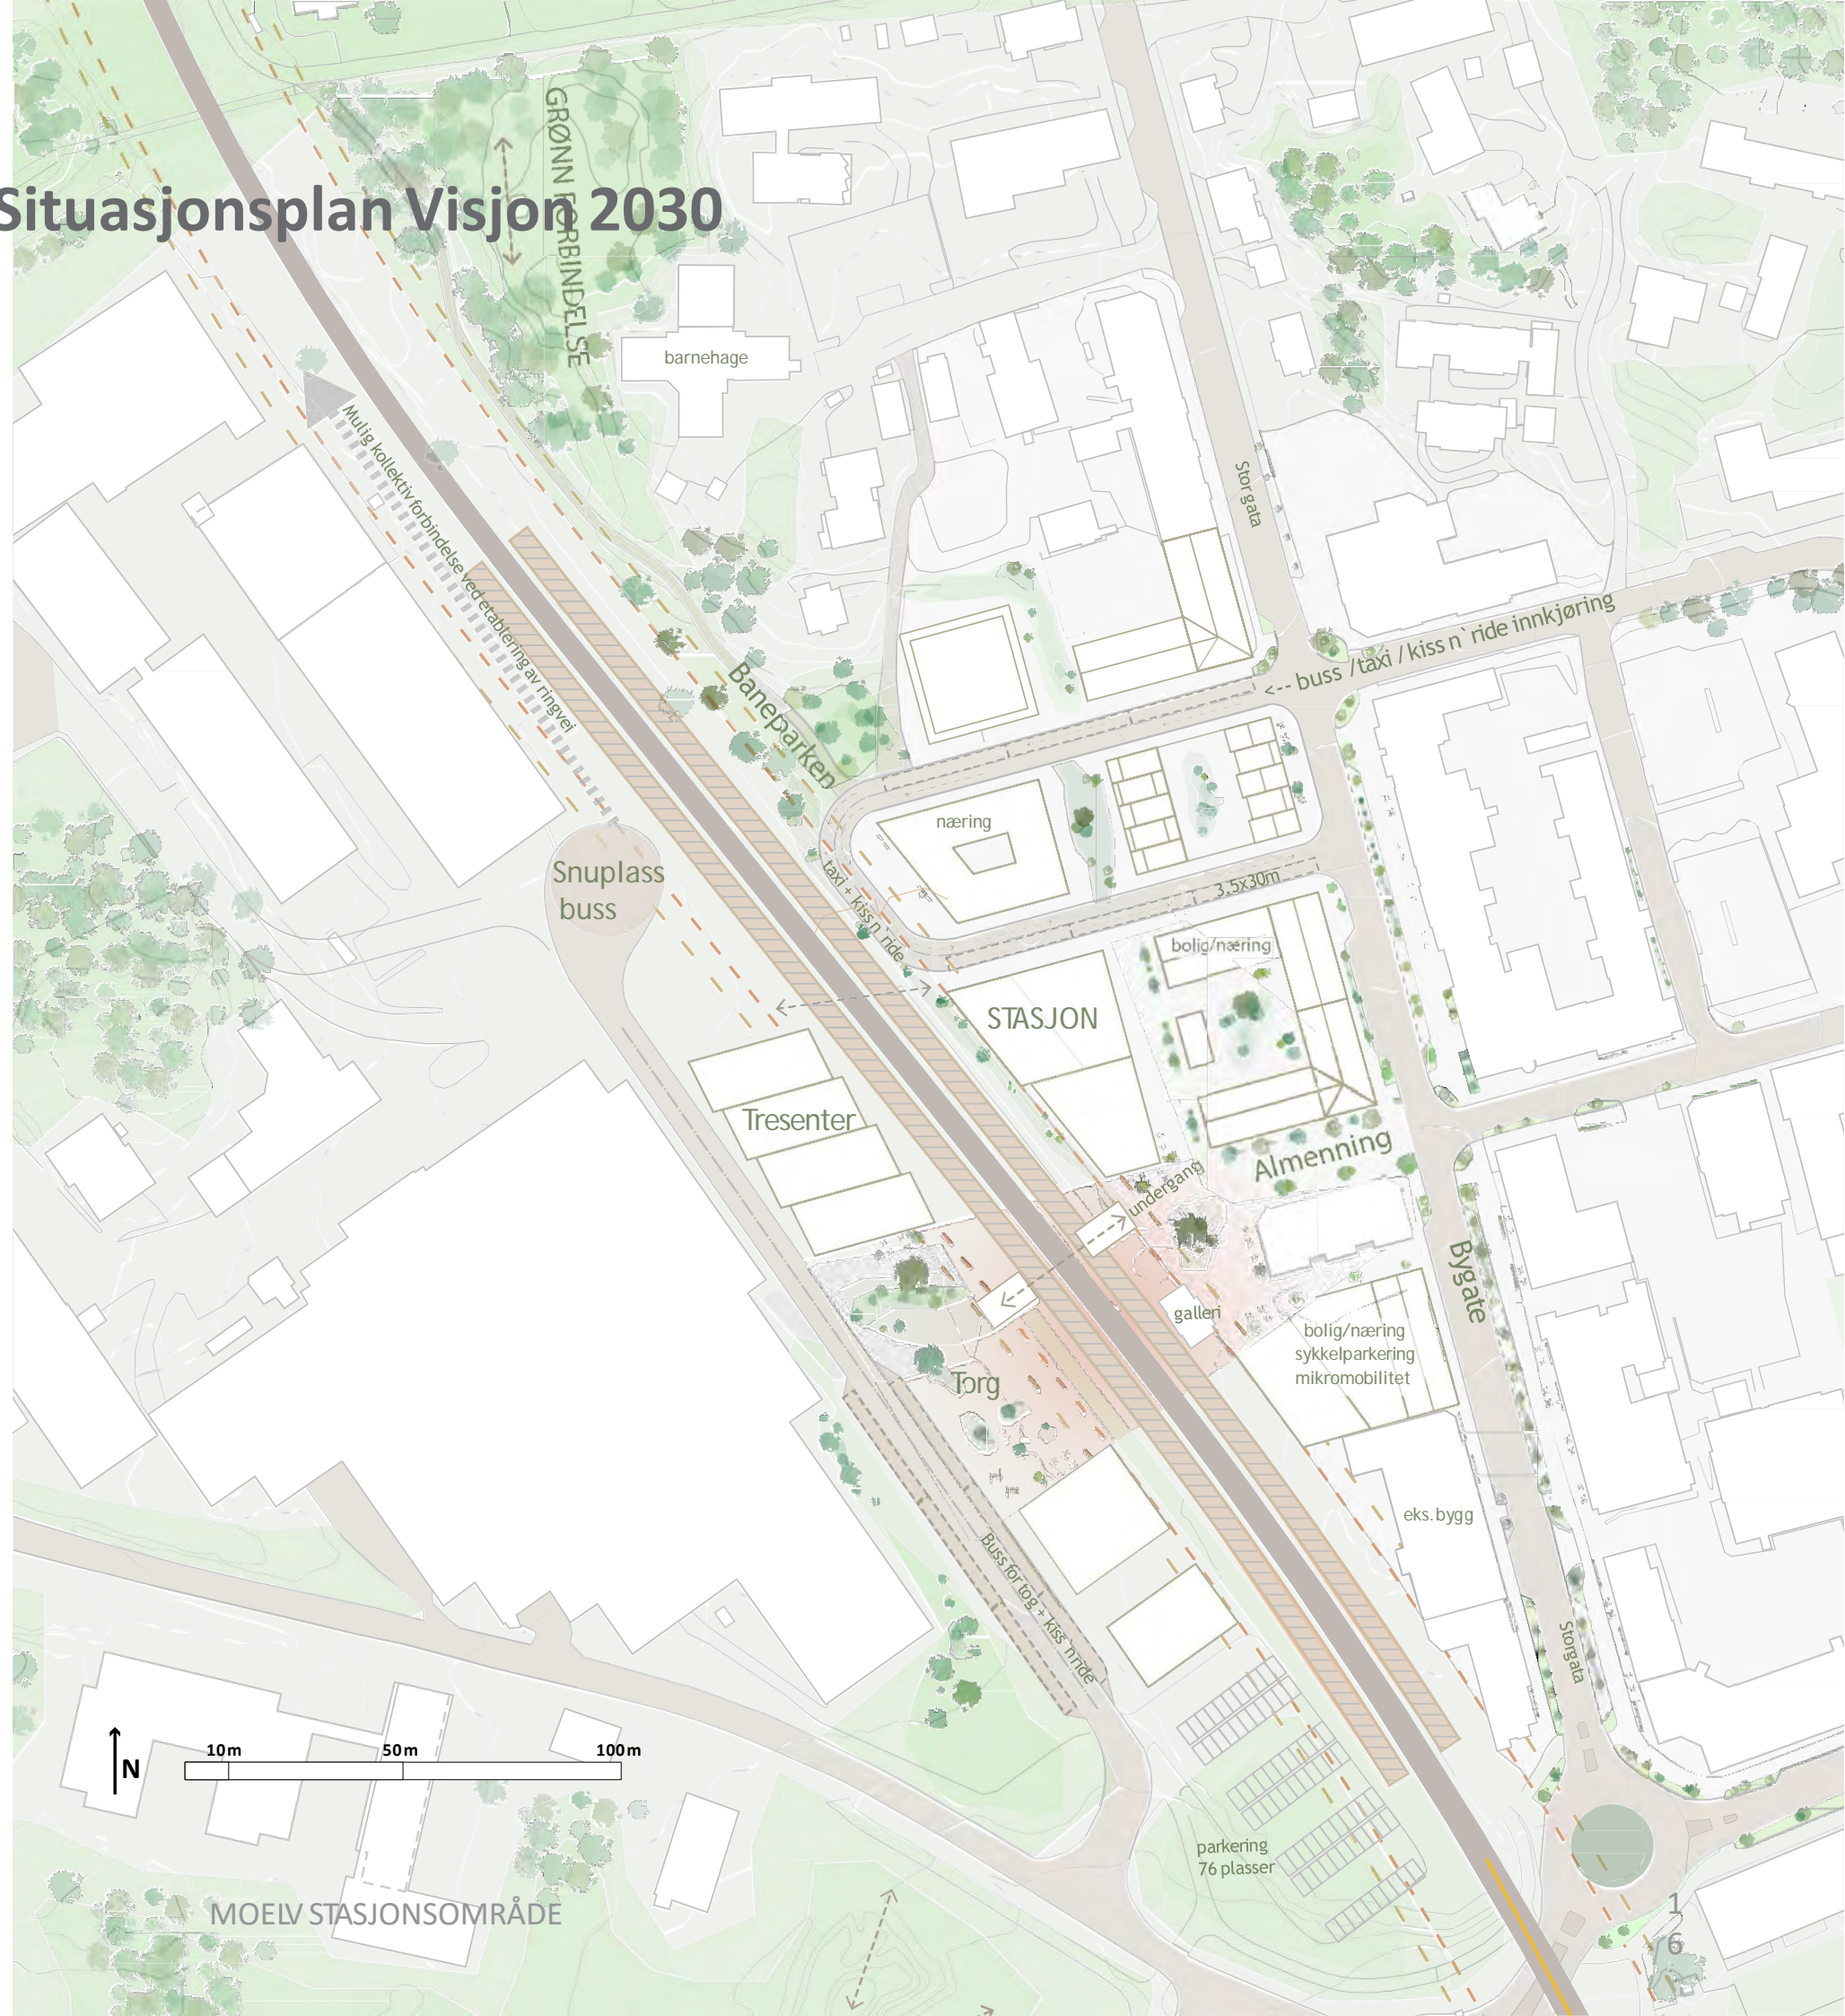 GRØNN FORBINDELSE
Situasjonsplan Visjon 2030
barnehage
Mulig kollektivforbindelse ved etablering av ringvei
Storgata
buss / taxi / kiss n`ride innkjøring
Baneparken
næring
Snuplass
buss
taxi + kiss n`ride
3.5x30m
bolig/næring
STASJON
Tresenter
Almenning
undergang
Bygate
galleri
bolig/næring
sykkelparkering
mikromobilitet
Torg
eks. bygg
Buss for tog + kiss n ride
Storgata
N
10m
50m
100m
parkering
76 plasser
MOELV STASJONSOMRÅDE
1
6